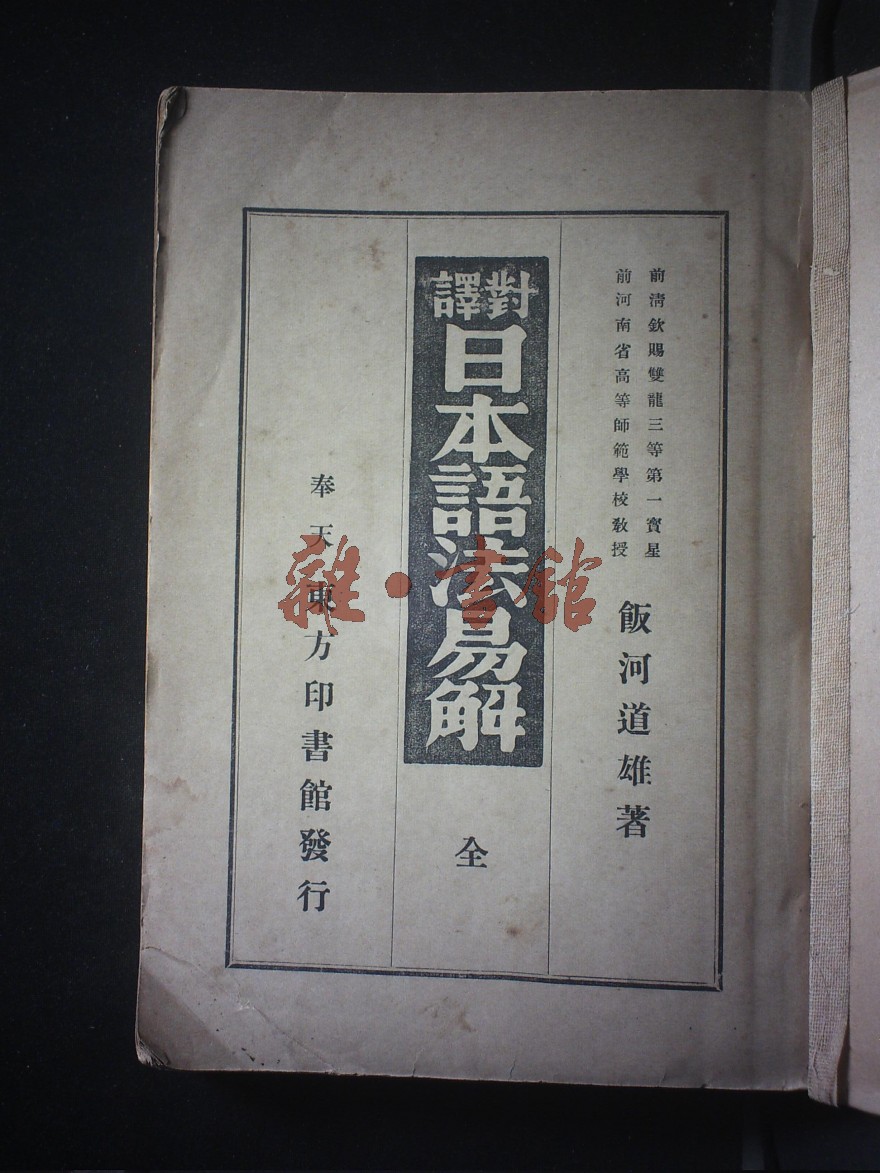 前淸欽賜雙龍三等第一寶星
前河南省高等師範學校敎授
飯河道雄著
對譯
日本語法易解
全
奉天東方印書館發行
雜·書館